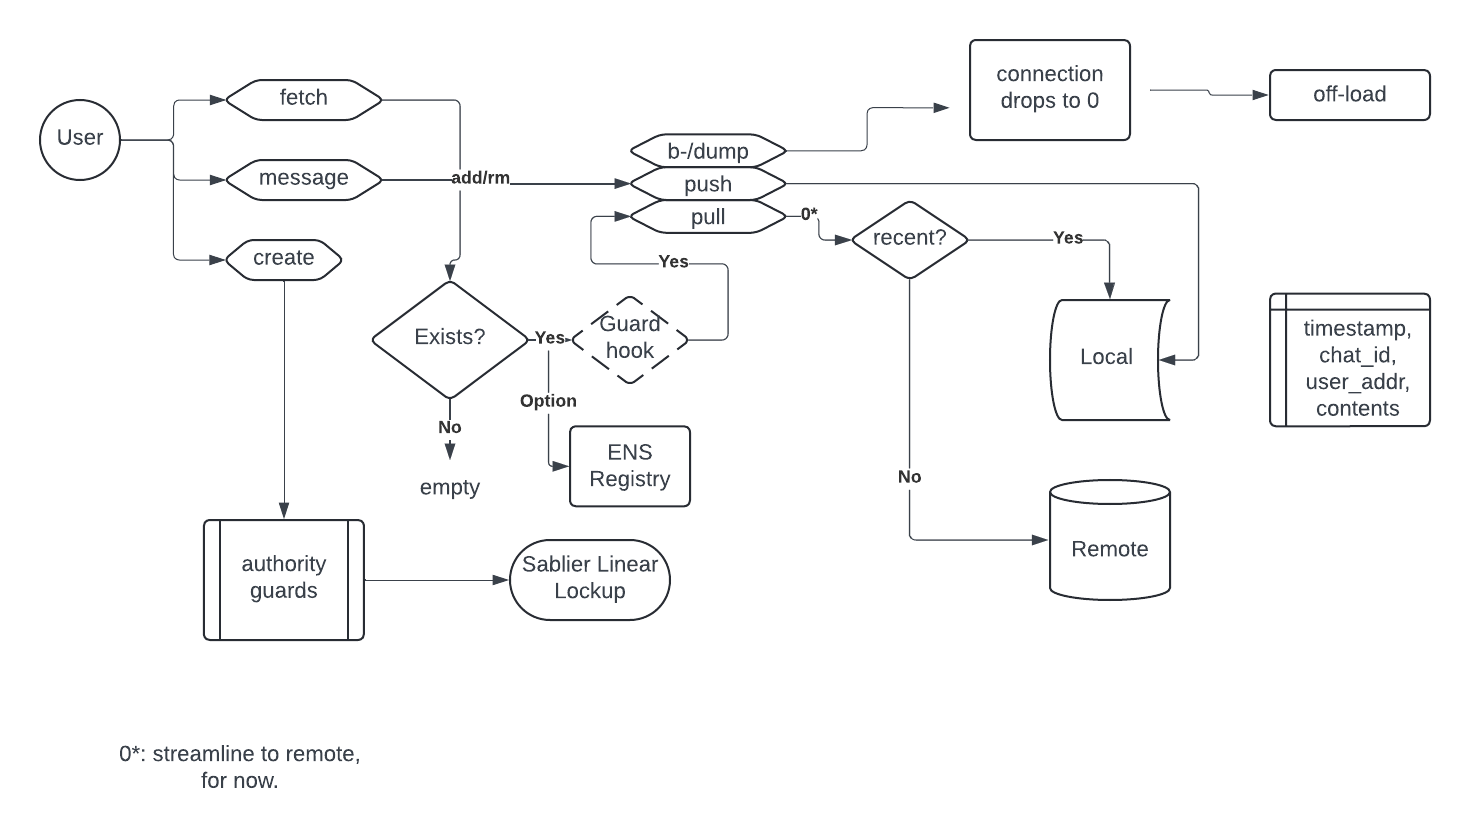 User
fetch
message
create
add/rm
b-/dump
push
pull
0*
connection
drops to 0
off-load
recent?
Yes
Yes
Exists?
Yes
Guard
hook
Option
No
empty
ENS
Registry
Local
timestamp,
chat_id,
user_addr,
contents
No
Remote
authority
guards
Sablier Linear
Lockup
0*: streamline to remote,
for now.